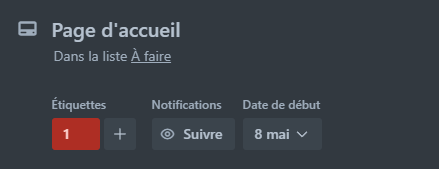 Page d'accueil
Dans la liste À faire
Étiquettes Notifications Date de début
1 + Suivre 8 mai